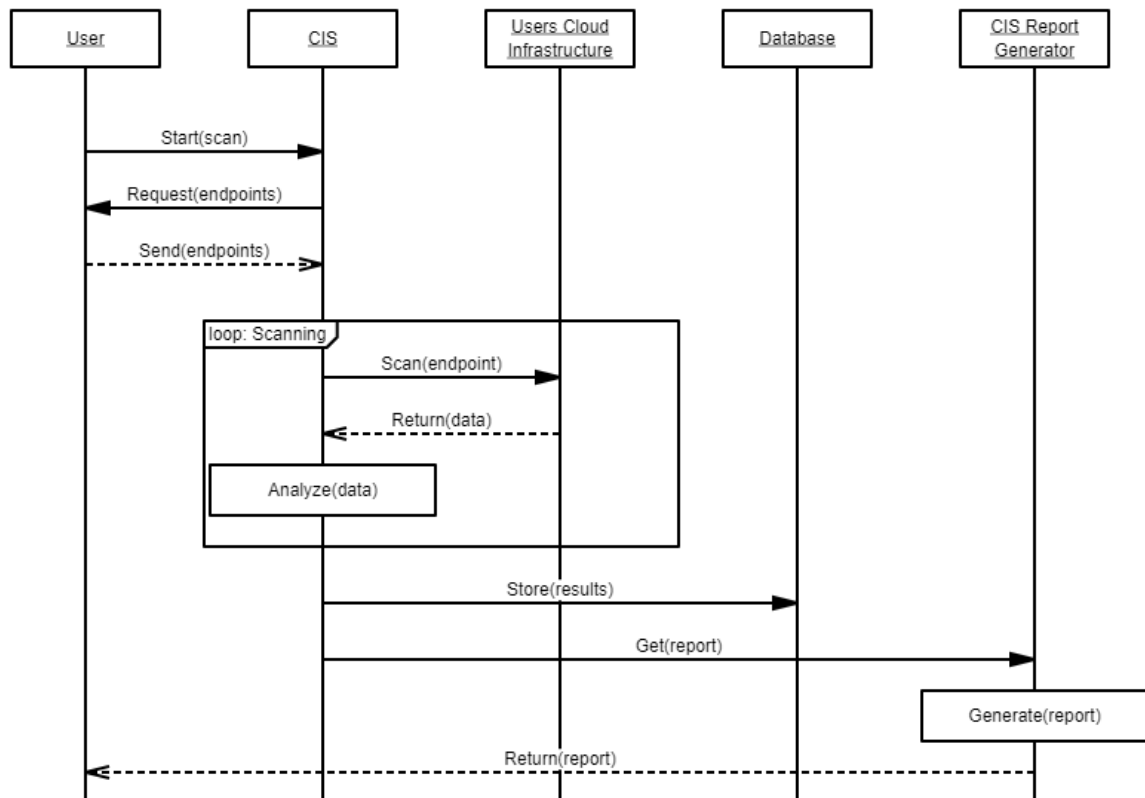 User
CIS
Users Cloud
Infrastructure
Database
CIS Report
Generator
Start(scan)
Request(endpoints)
Send(endpoints)
loop: Scanning
Scan(endpoint)
Return(data)
Analyze(data)
Store(results)
Get(report)
Generate(report)
Return(report)